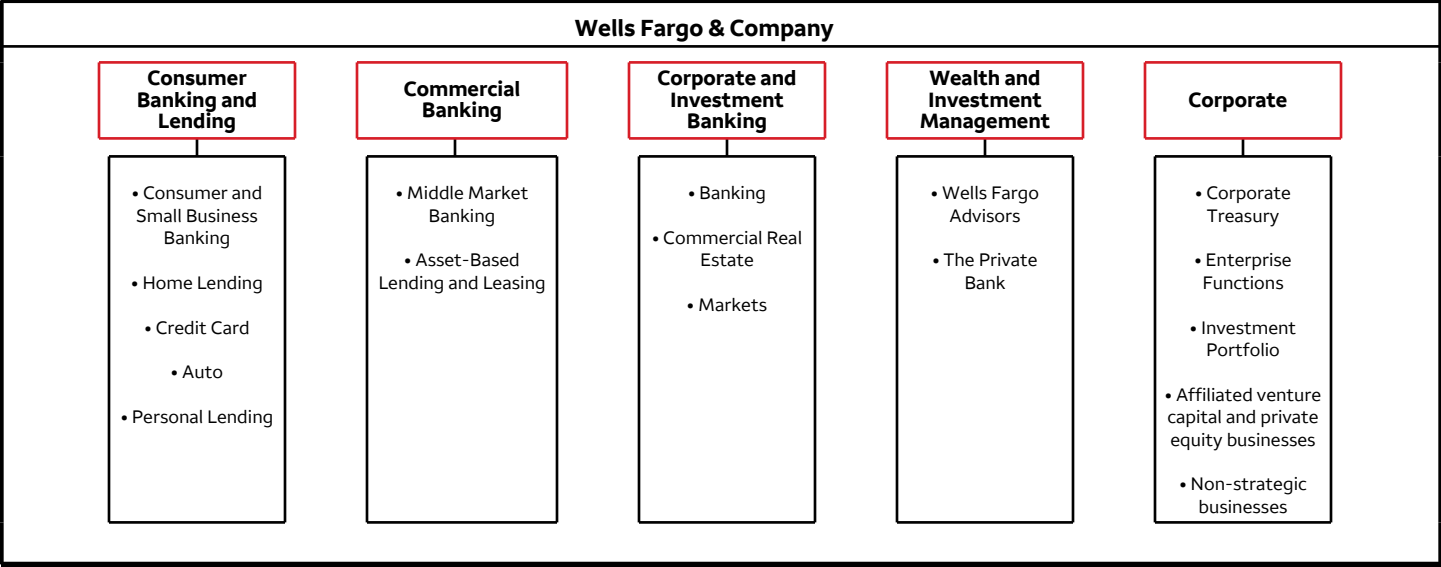 Wells Fargo & Company
Consumer
Banking and
Lending
• Consumer and
Small Business
Banking
• Home Lending
• Credit Card
• Auto
• Personal Lending
Commercial
Banking
• Middle Market
Banking
• Asset-Based
Lending and Leasing
Corporate and
Investment
Banking
• Banking
• Commercial Real
Estate
• Markets
Wealth and
Investment
Management
• Wells Fargo
Advisors
• The Private
Bank
Corporate
• Corporate
Treasury
• Enterprise
Functions
• Investment
Portfolio
• Affiliated venture
capital and private
equity businesses
• Non-strategic
businesses